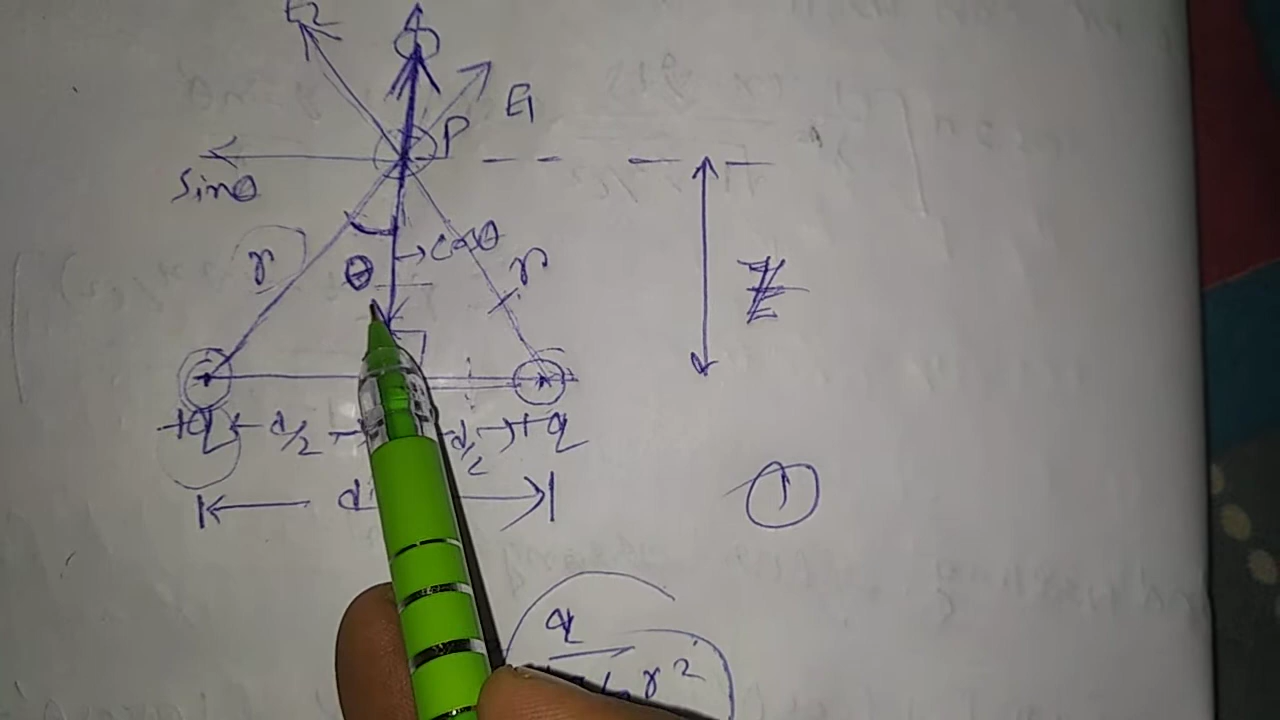 E2
E1
P
sinθ
cosθ
r
θ
r
Z
+q
d/2
d/2
+q
d
1
q
r²